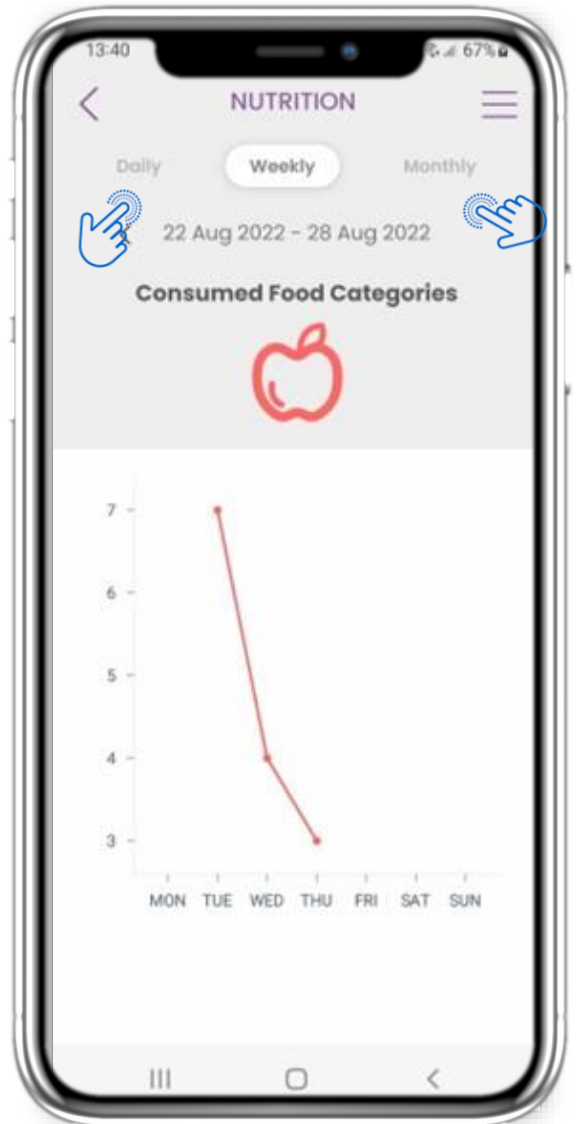 13:40 67%
NUTRITION
Daily Weekly Monthly
22 Aug 2022 - 28 Aug 2022
Consumed Food Categories
7
6
5
4
3
MON TUE WED THU FRI SAT SUN